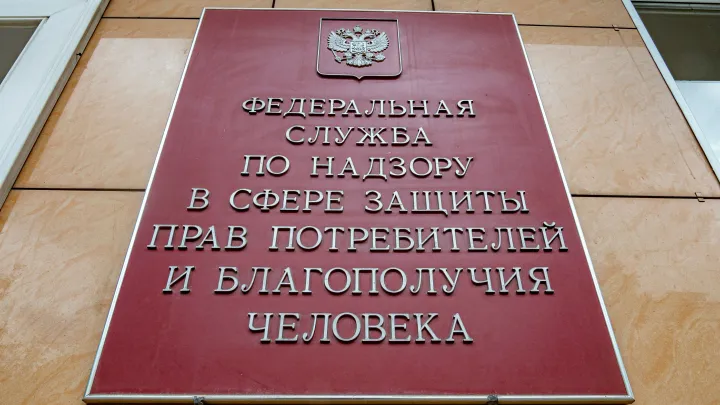 ФЕДЕРАЛЬНАЯ
СЛУЖБА
ПО НАДЗОРУ
В СФЕРЕ ЗАЩИТЫ
ПРАВ ПОТРЕБИТЕЛЕЙ
И БЛАГОПОЛУЧИЯ
ЧЕЛОВЕКА